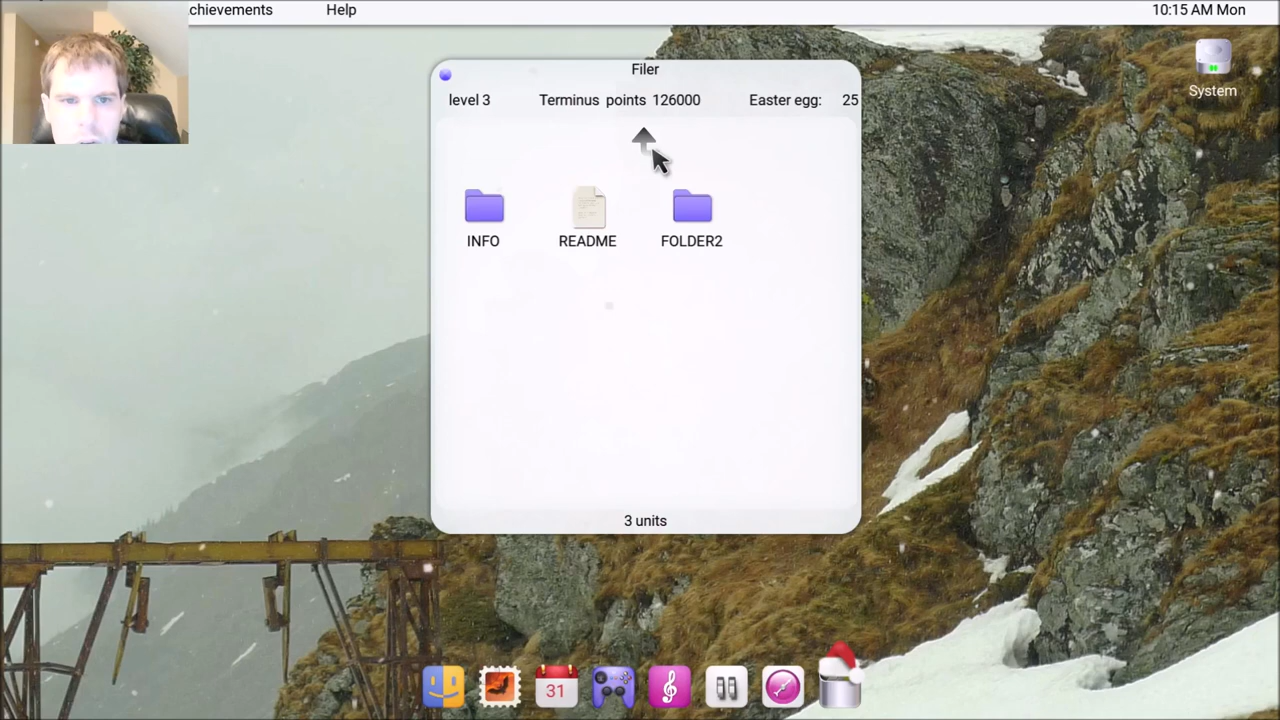 chievements Help 10:15 AM Mon
Filer
level 3 Terminus points 126000 Easter egg: 25
System
INFO README FOLDER2
3 units
31